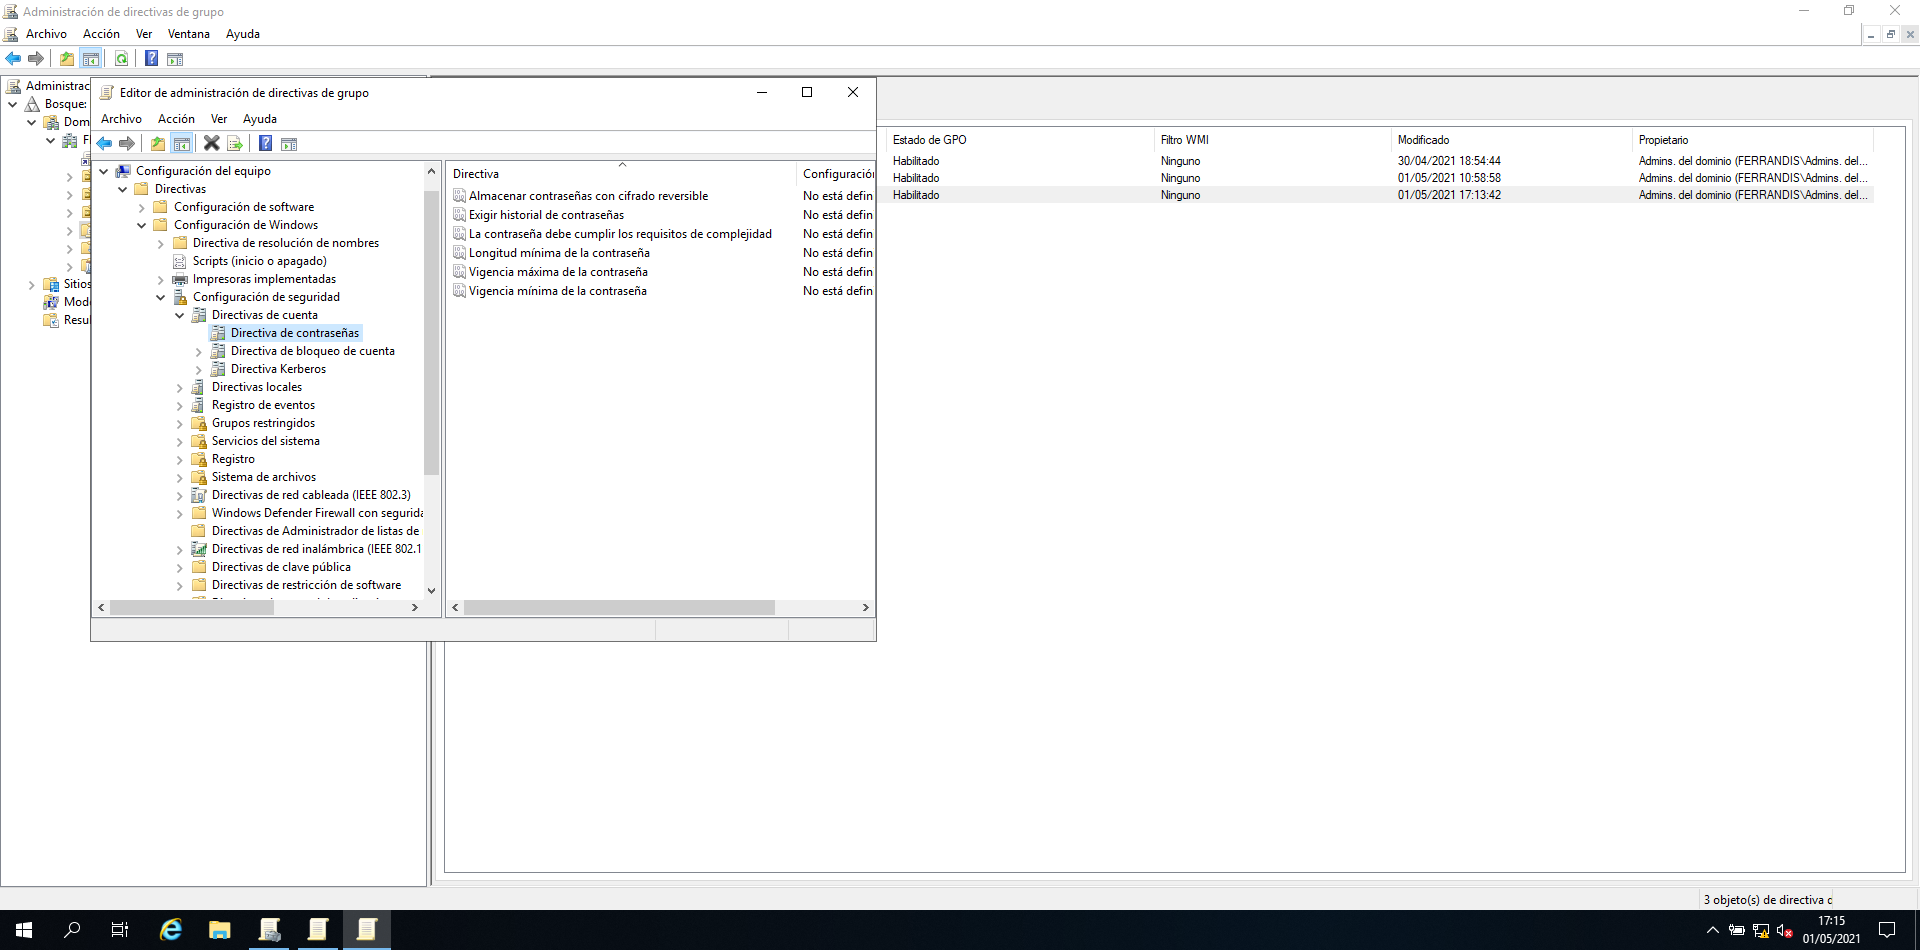 Administración de directivas de grupo
Archivo Acción Ver Ventana Ayuda
Administrac
Bosque:
Dom
F
Sitios
Mode
Resul
Editor de administración de directivas de grupo
Archivo Acción Ver Ayuda
Configuración del equipo
Directivas
Configuración de software
Configuración de Windows
Directiva de resolución de nombres
Scripts (inicio o apagado)
Impresoras implementadas
Configuración de seguridad
Directivas de cuenta
Directiva de contraseñas
Directiva de bloqueo de cuenta
Directiva Kerberos
Directivas locales
Registro de eventos
Grupos restringidos
Servicios del sistema
Registro
Sistema de archivos
Directivas de red cableada (IEEE 802.3)
Windows Defender Firewall con segurida
Directivas de Administrador de listas de
Directivas de red inalámbrica (IEEE 802.1
Directivas de clave pública
Directivas de restricción de software
Directiva Configuración
Almacenar contraseñas con cifrado reversible No está defin
Exigir historial de contraseñas No está defin
La contraseña debe cumplir los requisitos de complejidad No está defin
Longitud mínima de la contraseña No está defin
Vigencia máxima de la contraseña No está defin
Vigencia mínima de la contraseña No está defin
Estado de GPO Filtro WMI Modificado Propietario
Habilitado Ninguno 30/04/2021 18:54:44 Admins. del dominio (FERRANDIS\Admins. del...
Habilitado Ninguno 01/05/2021 10:58:58 Admins. del dominio (FERRANDIS\Admins. del...
Habilitado Ninguno 01/05/2021 17:13:42 Admins. del dominio (FERRANDIS\Admins. del...
3 objeto(s) de directiva d
17:15
01/05/2021